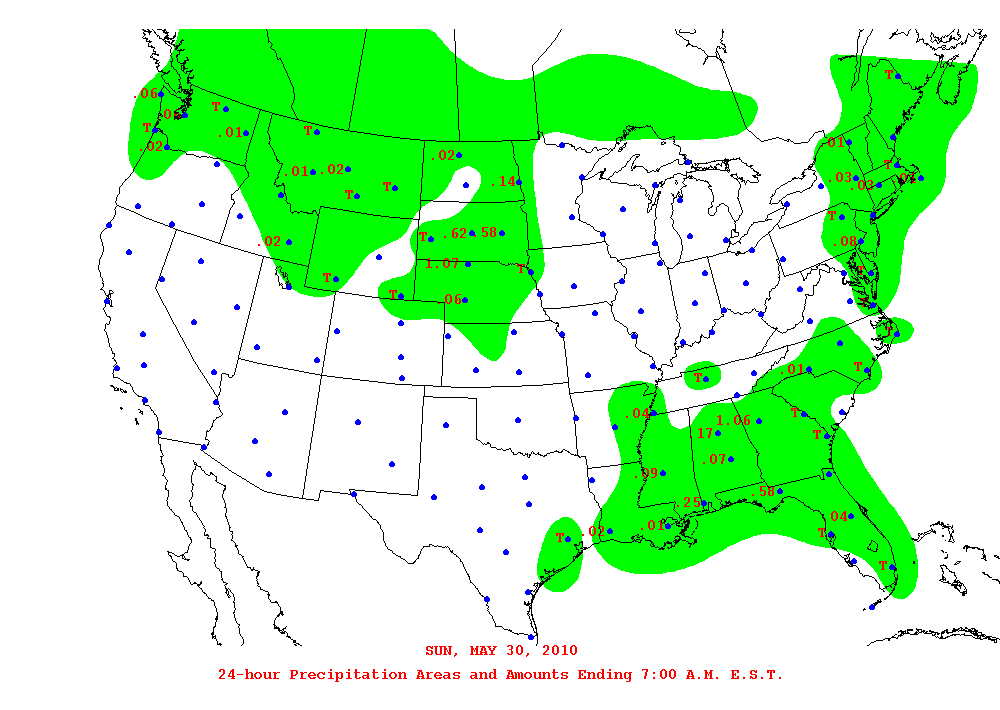 T
.06
T
.06
T
.01
T
.01
.02
.02
T
.01
.02
.14
.03
.03
.01
T
T
T
T
.62
.58
.02
.08
1.07
T
T
T
T
.06
T
T
.01
T
.04
1.06
T
.17
T
.07
.09
.58
.25
.04
.01
.02
T
T
T
SUN, MAY 30, 2010
24-hour Precipitation Areas and Amounts Ending 7:00 A.M. E.S.T.